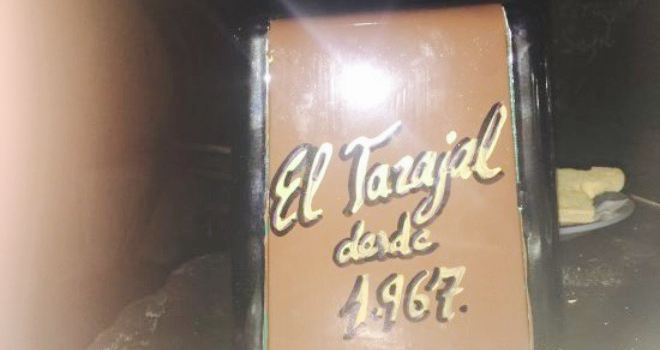 El Tarajal
desde
1.967.